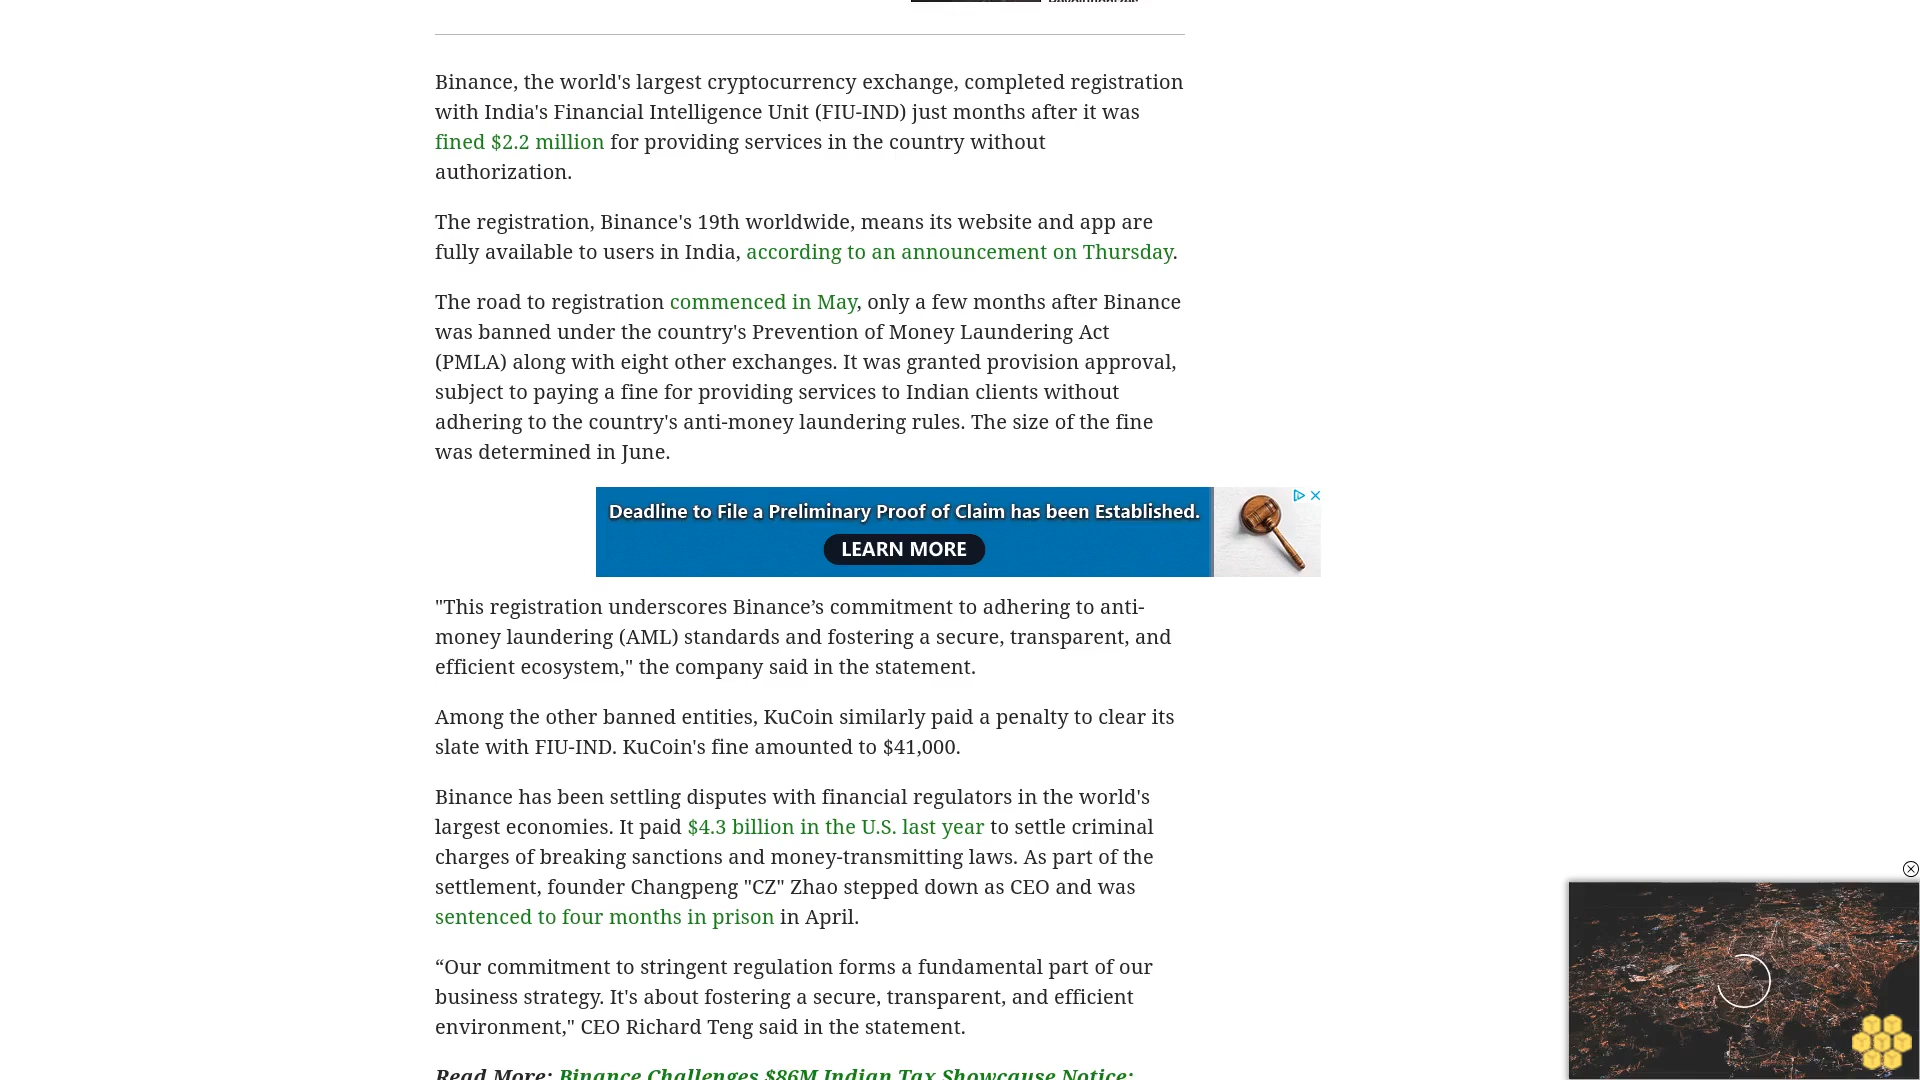 Binance, the world's largest cryptocurrency exchange, completed registration
with India's Financial Intelligence Unit (FIU-IND) just months after it was
fined $2.2 million for providing services in the country without
authorization.
The registration, Binance's 19th worldwide, means its website and app are
fully available to users in India, according to an announcement on Thursday.
The road to registration commenced in May, only a few months after Binance
was banned under the country's Prevention of Money Laundering Act
(PMLA) along with eight other exchanges. It was granted provision approval,
subject to paying a fine for providing services to Indian clients without
adhering to the country's anti-money laundering rules. The size of the fine
was determined in June.
Deadline to File a Preliminary Proof of Claim has been Established.
LEARN MORE
"This registration underscores Binance’s commitment to adhering to anti-
money laundering (AML) standards and fostering a secure, transparent, and
efficient ecosystem," the company said in the statement.
Among the other banned entities, KuCoin similarly paid a penalty to clear its
slate with FIU-IND. KuCoin's fine amounted to $41,000.
Binance has been settling disputes with financial regulators in the world's
largest economies. It paid $4.3 billion in the U.S. last year to settle criminal
charges of breaking sanctions and money-transmitting laws. As part of the
settlement, founder Changpeng "CZ" Zhao stepped down as CEO and was
sentenced to four months in prison in April.
“Our commitment to stringent regulation forms a fundamental part of our
business strategy. It's about fostering a secure, transparent, and efficient
environment," CEO Richard Teng said in the statement.
Read More: Binance Challenges $86M Indian Tax Showcause Notice: